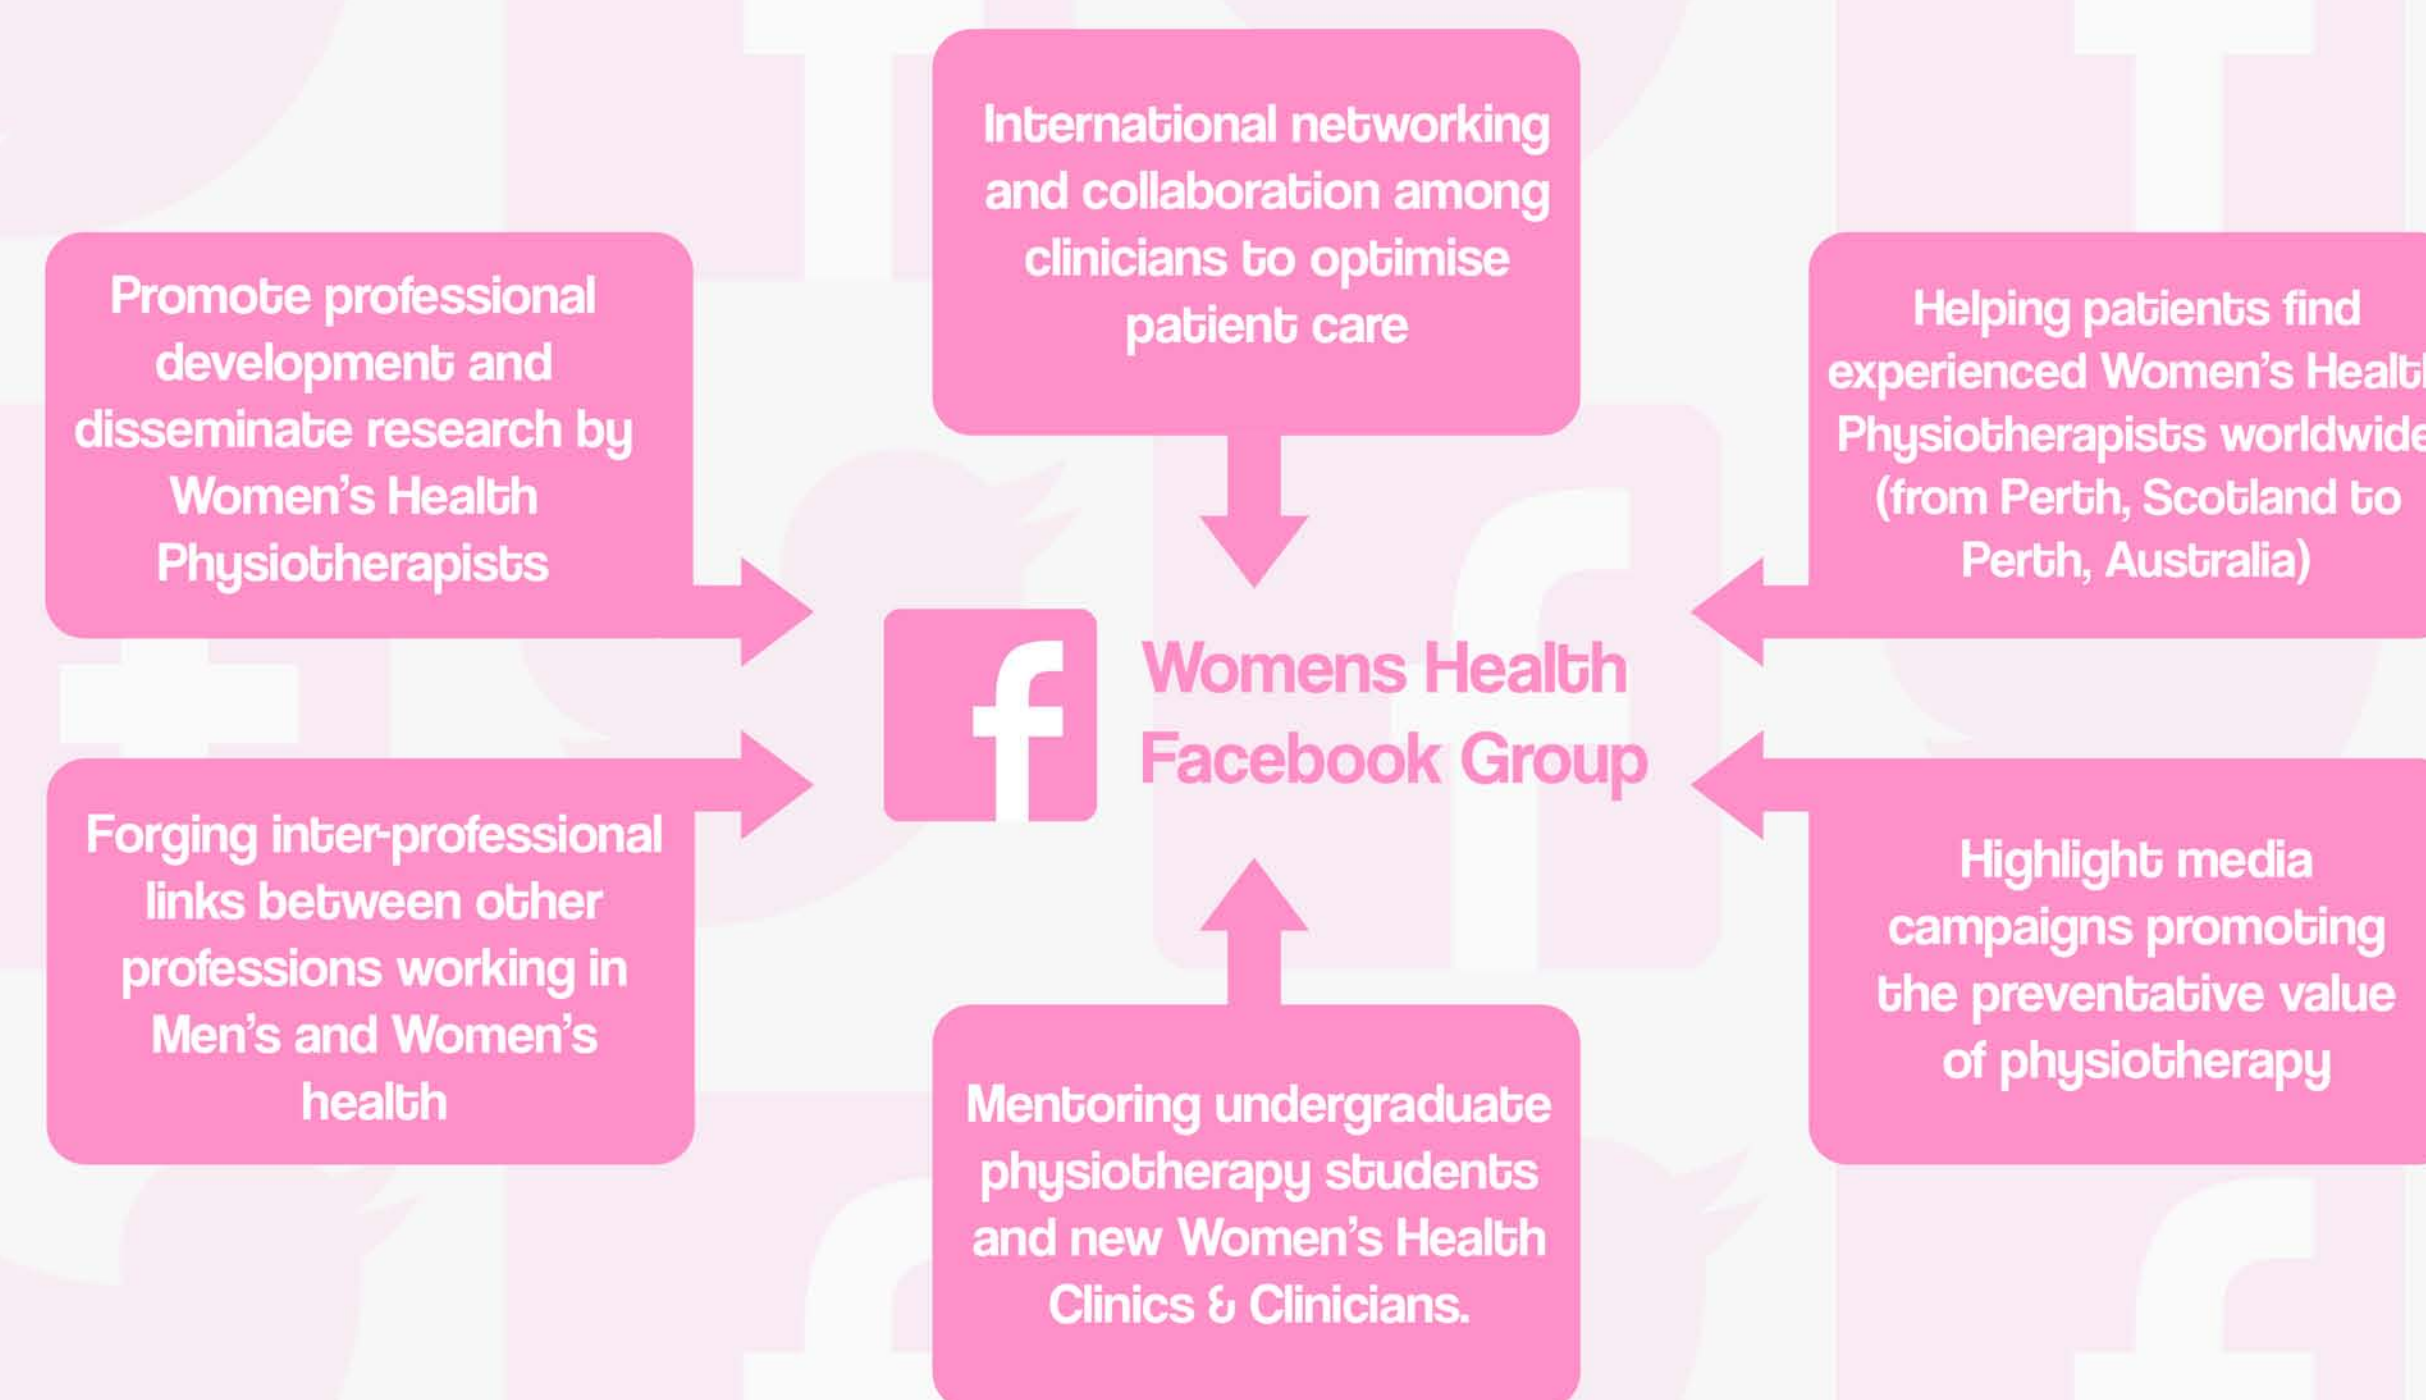 International networking
and collaboration among
clinicians to optimise
patient care
Promote professional
development and
disseminate research by
Women's Health
Physiotherapists
Helping patients find
experienced Women's Health
Physiotherapists worldwide
(from Perth, Scotland to
Perth, Australia)
f
Womens Health
Facebook Group
Forging inter-professional
links between other
professions working in
Men's and Women's
health
Highlight media
campaigns promoting
the preventative value
of physiotherapy
Mentoring undergraduate
physiotherapy students
and new Women's Health
Clinics & Clinicians.